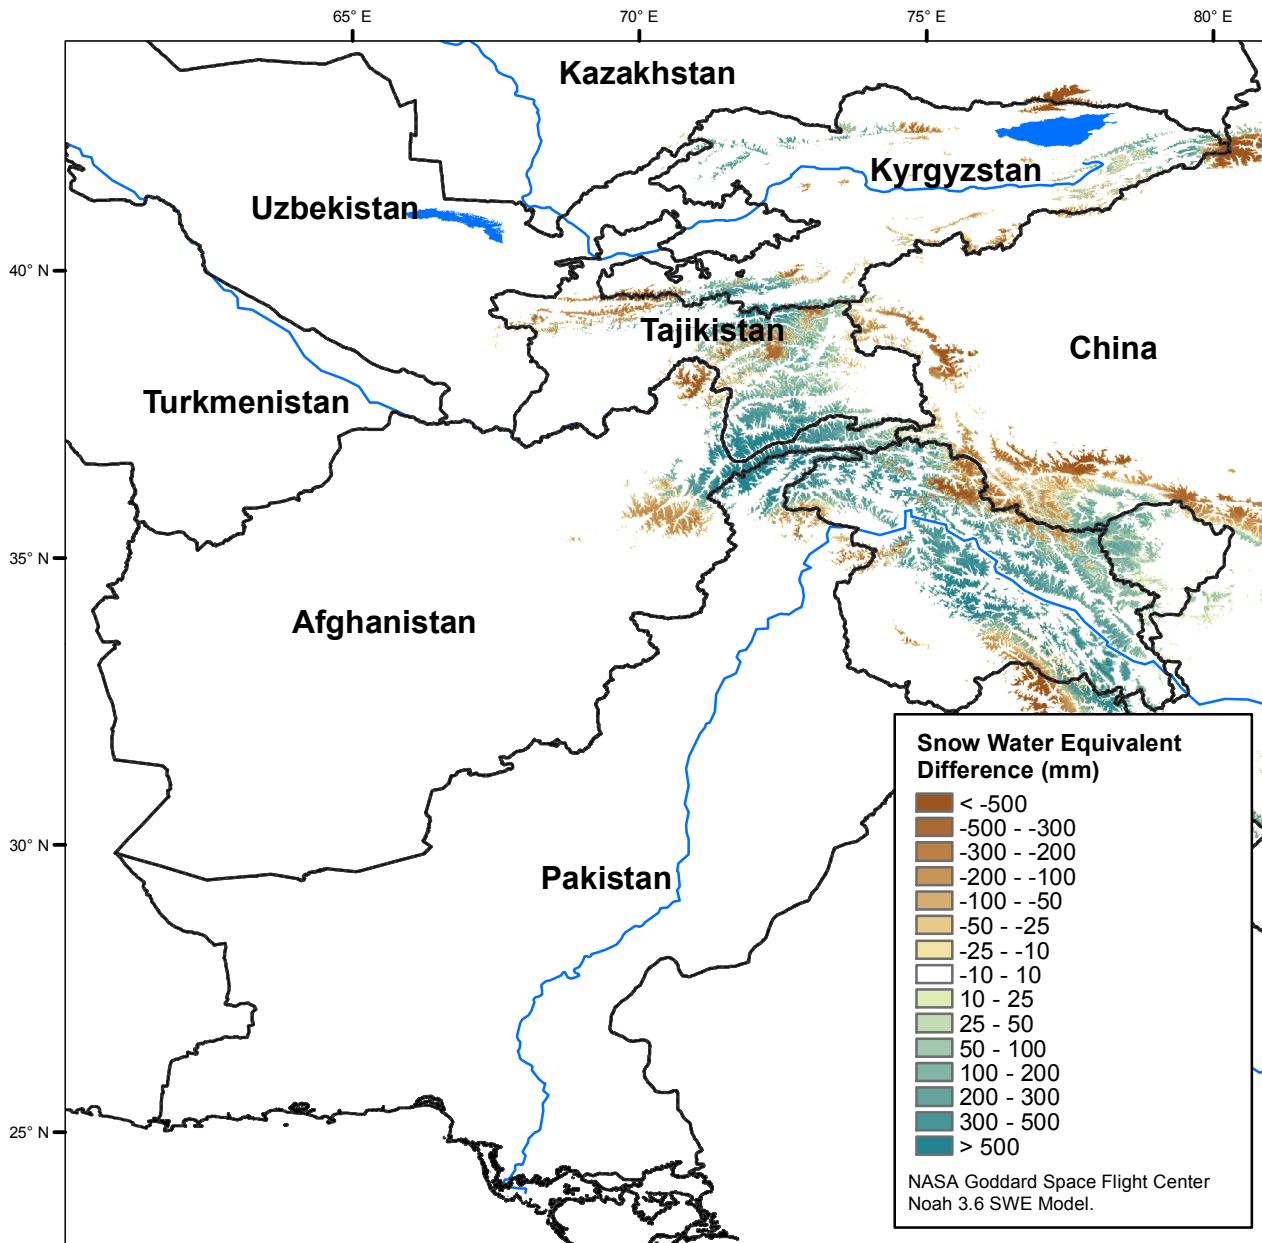 65° E
70° E
75° E
80° E
Kazakhstan
Kyrgyzstan
Uzbekistan
40° N
Tajikistan
China
Turkmenistan
35° N
Afghanistan
30° N
Pakistan
25° N
Snow Water Equivalent
Difference (mm)
< -500
-500 - -300
-300 - -200
-200 - -100
-100 - -50
-50 - -25
-25 - -10
-10 - 10
10 - 25
25 - 50
50 - 100
100 - 200
200 - 300
300 - 500
> 500
NASA Goddard Space Flight Center
Noah 3.6 SWE Model.